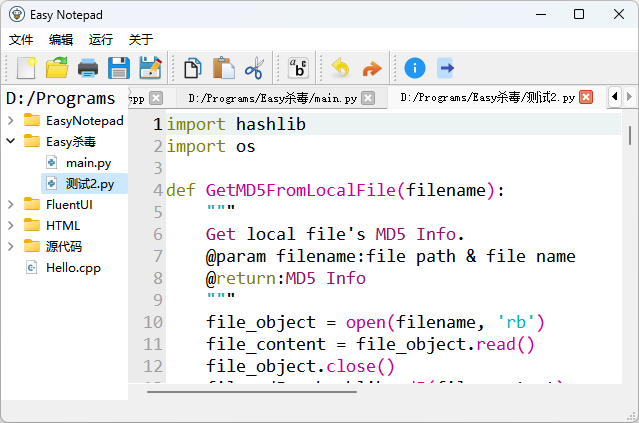 Easy Notepad
文件 编辑 运行 关于
abc
D:/Programs
EasyNotepad
Easy杀毒
main.py
测试2.py
FluentUI
HTML
源代码
Hello.cpp
cpp D:/Programs/Easy杀毒/main.py D:/Programs/Easy杀毒/测试2.py
1 import hashlib
2 import os
3
4 def GetMD5FromLocalFile(filename):
5 """
6 Get local file's MD5 Info.
7 @param filename:file path & file name
8 @return:MD5 Info
9 """
10 file_object = open(filename, 'rb')
11 file_content = file_object.read()
12 file_object.close()